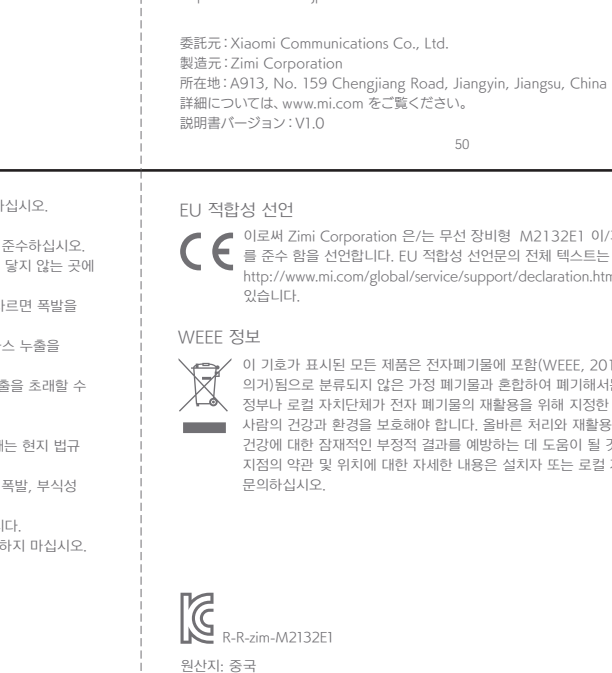 委託元：Xiaomi Communications Co., Ltd.
製造元：Zimi Corporation
所在地：A913, No. 159 Chengjiang Road, Jiangyin, Jiangsu, China
詳細については、www.mi.com をご覧ください。
説明書バージョン：V1.0
50
하십시오.
준수하십시오.
닿지 않는 곳에
따르면 폭발을
누출을
출을 초래할 수
현지 법규
폭발, 부식성
니다.
하지 마십시오.
EU 적합성 선언
이로써 Zimi Corporation 은/는 무선 장비형 M2132E1 이/
를 준수 함을 선언합니다. EU 적합성 선언문의 전체 텍스트는
http://www.mi.com/global/service/support/declaration.htm
있습니다.
WEEE 정보
이 기호가 표시된 모든 제품은 전자폐기물에 포함(WEEE, 201
의거)됨으로 분류되지 않은 가정 폐기물과 혼합하여 폐기해서
정부나 로컬 자치단체가 전자 폐기물의 재활용을 위해 지정한
사람의 건강과 환경을 보호해야 합니다. 올바른 처리와 재활용
건강에 대한 잠재적인 부정적 결과를 예방하는 데 도움이 될
지점의 약관 및 위치에 대한 자세한 내용은 설치자 또는 로컬
문의하십시오.
R-R-zim-M2132E1
원산지: 중국